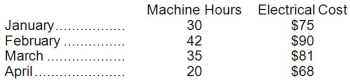 Machine Hours Electrical Cost
January................. 30 $75
February ............... 42 $90
March ................... 35 $81
April...................... 20 $68